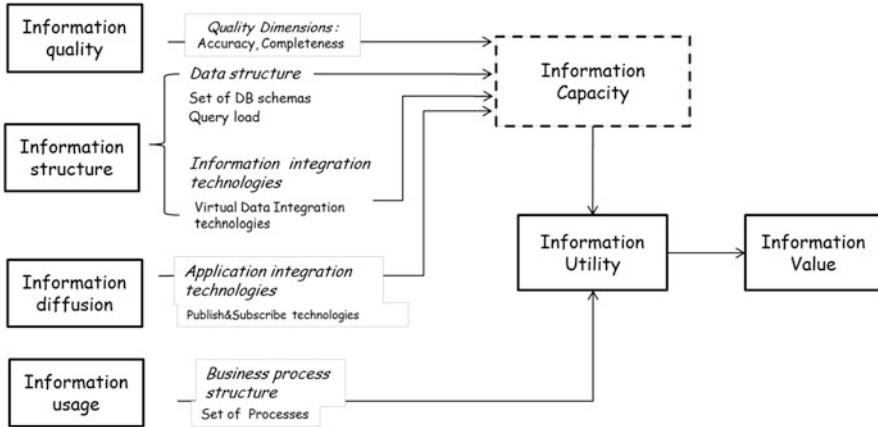 Information
quality
Quality Dimensions:
Accuracy, Completeness
Information
Capacity
Information
structure
Data structure
Set of DB schemas
Query load
Information integration
technologies
Virtual Data Integration
technologies
Information
Utility
Information
Value
Information
diffusion
Application integration
technologies
Publish&Subscribe technologies
Information
usage
Business process
structure
Set of Processes